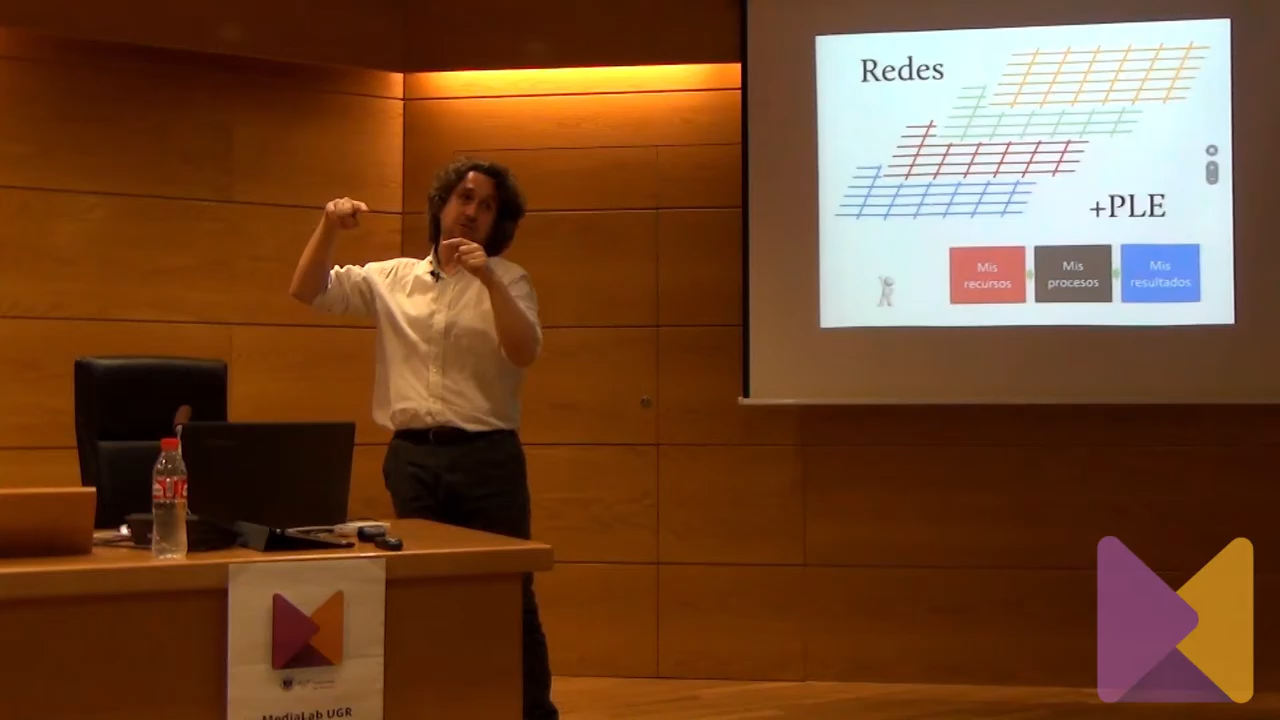 Redes
+PLE
Mis
recursos
Mis
procesos
Mis
resultados
MediaLab UGR